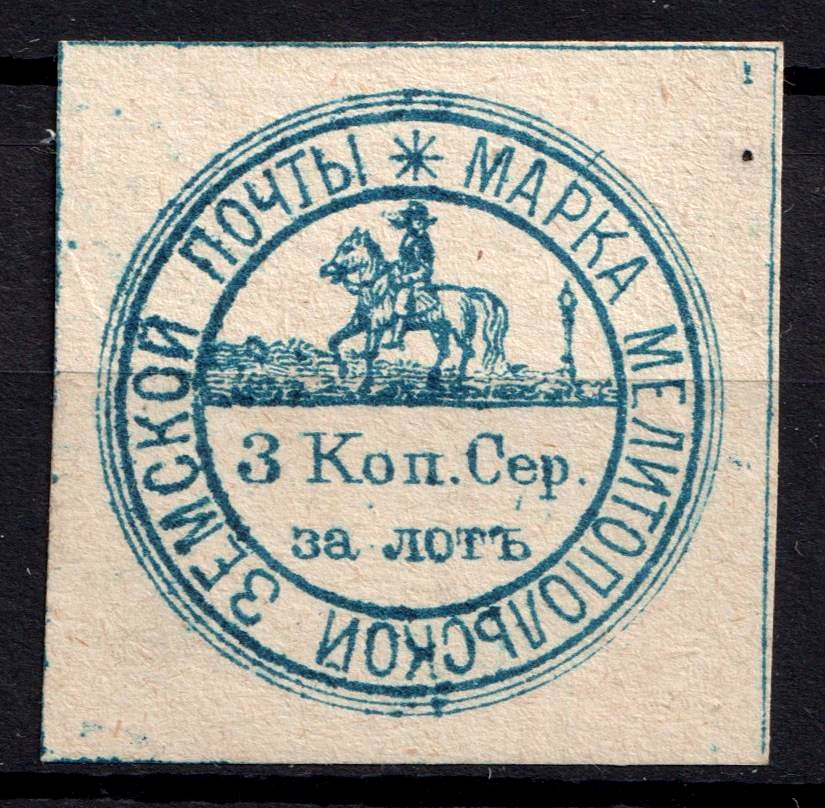 МАРКА МЕЛИТОПОЛЬСКОЙ ЗЕМСКОЙ ПОЧТЫ
3 Коп. Сер.
за лотъ